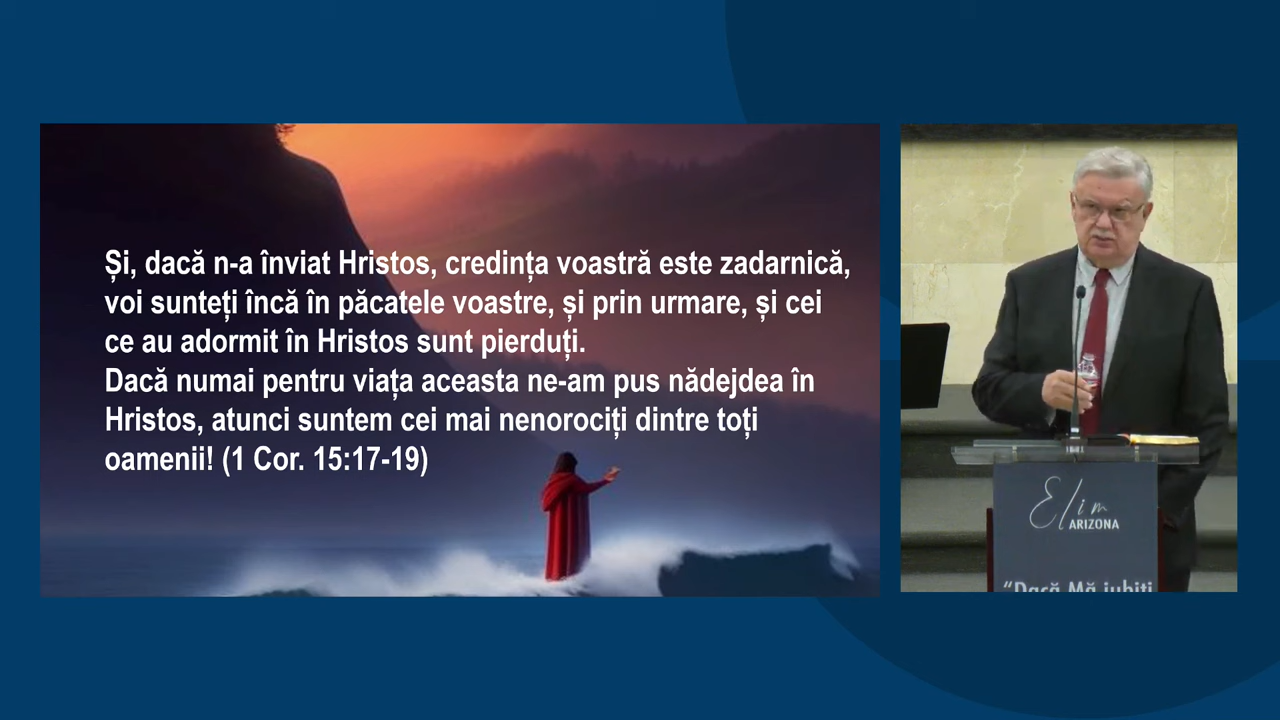 Și, dacă n-a înviat Hristos, credința voastră este zadarnică,
voi sunteți încă în păcatele voastre, și prin urmare, și cei
ce au adormit în Hristos sunt pierduți.
Dacă numai pentru viața aceasta ne-am pus nădejdea în
Hristos, atunci suntem cei mai nenorociți dintre toți
oamenii! (1 Cor. 15:17-19)
Elim
ARIZONA
“Dacă Mă iubiți